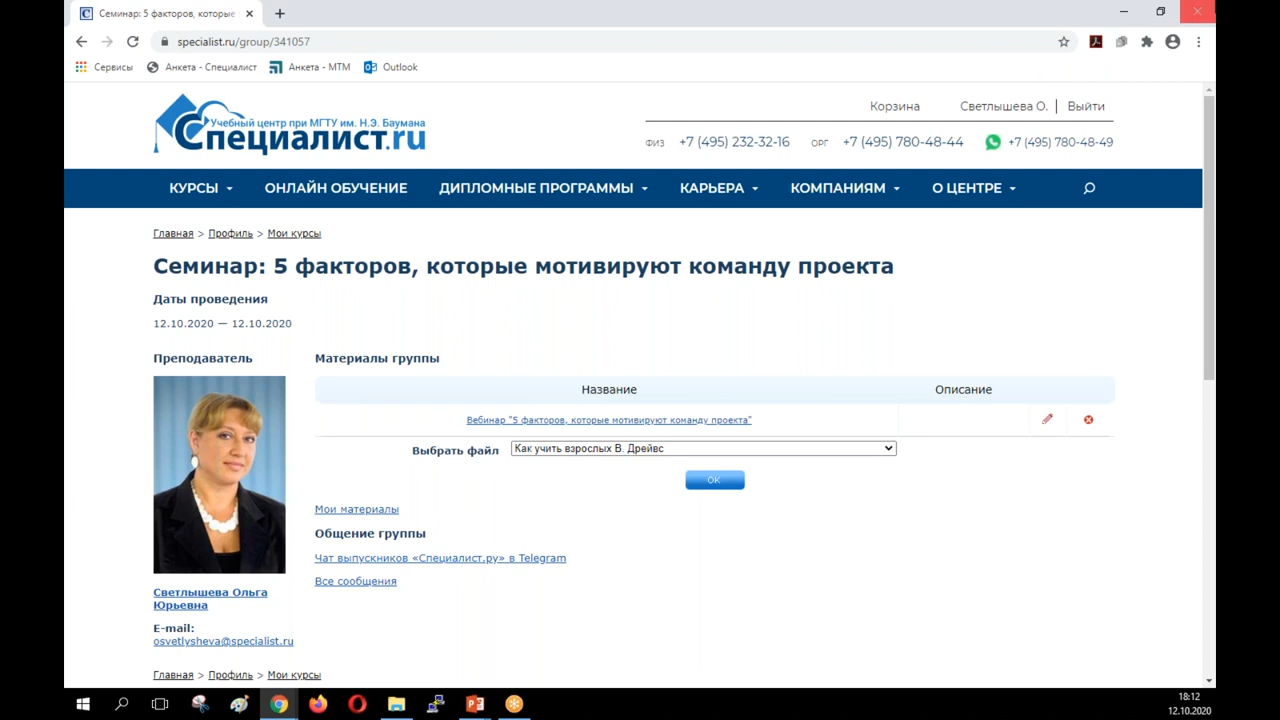 Семинар: 5 факторов, которые
specialist.ru/group/341057
Сервисы Анкета - Специалист Анкета - МТМ Outlook
Учебный центр при МГТУ им. Н.Э. Баумана
Специалист.ru
Корзина Светлышева О. Выйти
ФИЗ +7 (495) 232-32-16 ОРГ +7 (495) 780-48-44 +7 (495) 780-48-49
КУРСЫ ОНЛАЙН ОБУЧЕНИЕ ДИПЛОМНЫЕ ПРОГРАММЫ КАРЬЕРА КОМПАНИЯМ О ЦЕНТРЕ
Главная > Профиль > Мои курсы
Семинар: 5 факторов, которые мотивируют команду проекта
Даты проведения
12.10.2020 — 12.10.2020
Преподаватель
Материалы группы
Название Описание
Вебинар "5 факторов, которые мотивируют команду проекта"
Выбрать файл Как учить взрослых В. Дрейвс
ОК
Мои материалы
Общение группы
Чат выпускников «Специалист.ру» в Telegram
Все сообщения
Светлышева Ольга
Юрьевна
E-mail:
osvetlysheva@specialist.ru
Главная > Профиль > Мои курсы
18:12
12.10.2020